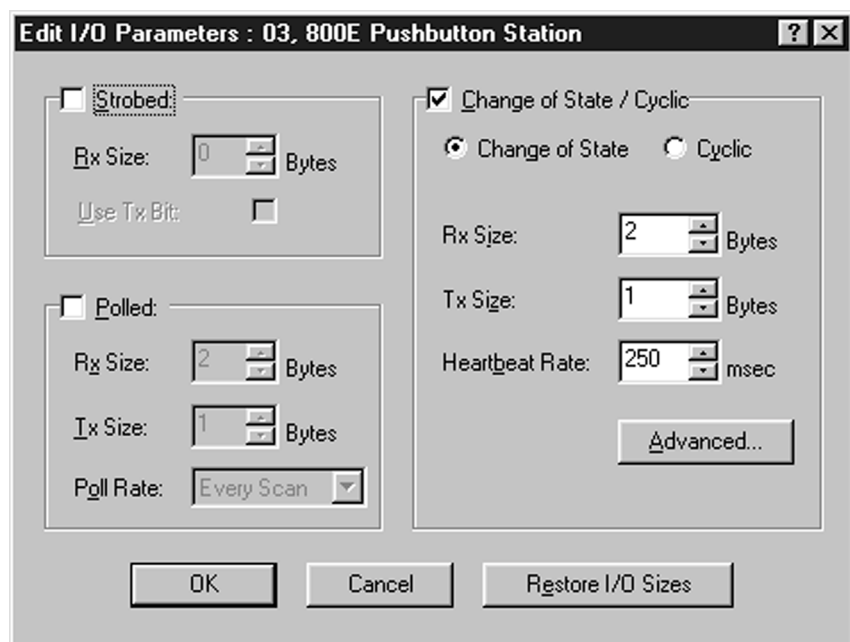 Edit I/O Parameters : 03, 800E Pushbutton Station
Strobed:
Rx Size: 0 Bytes
Use Tx Bit:
Polled:
Rx Size: 2 Bytes
Tx Size: 1 Bytes
Poll Rate: Every Scan
Change of State / Cyclic
Change of State Cyclic
Rx Size: 2 Bytes
Tx Size: 1 Bytes
Heartbeat Rate: 250 msec
Advanced...
OK Cancel Restore I/O Sizes